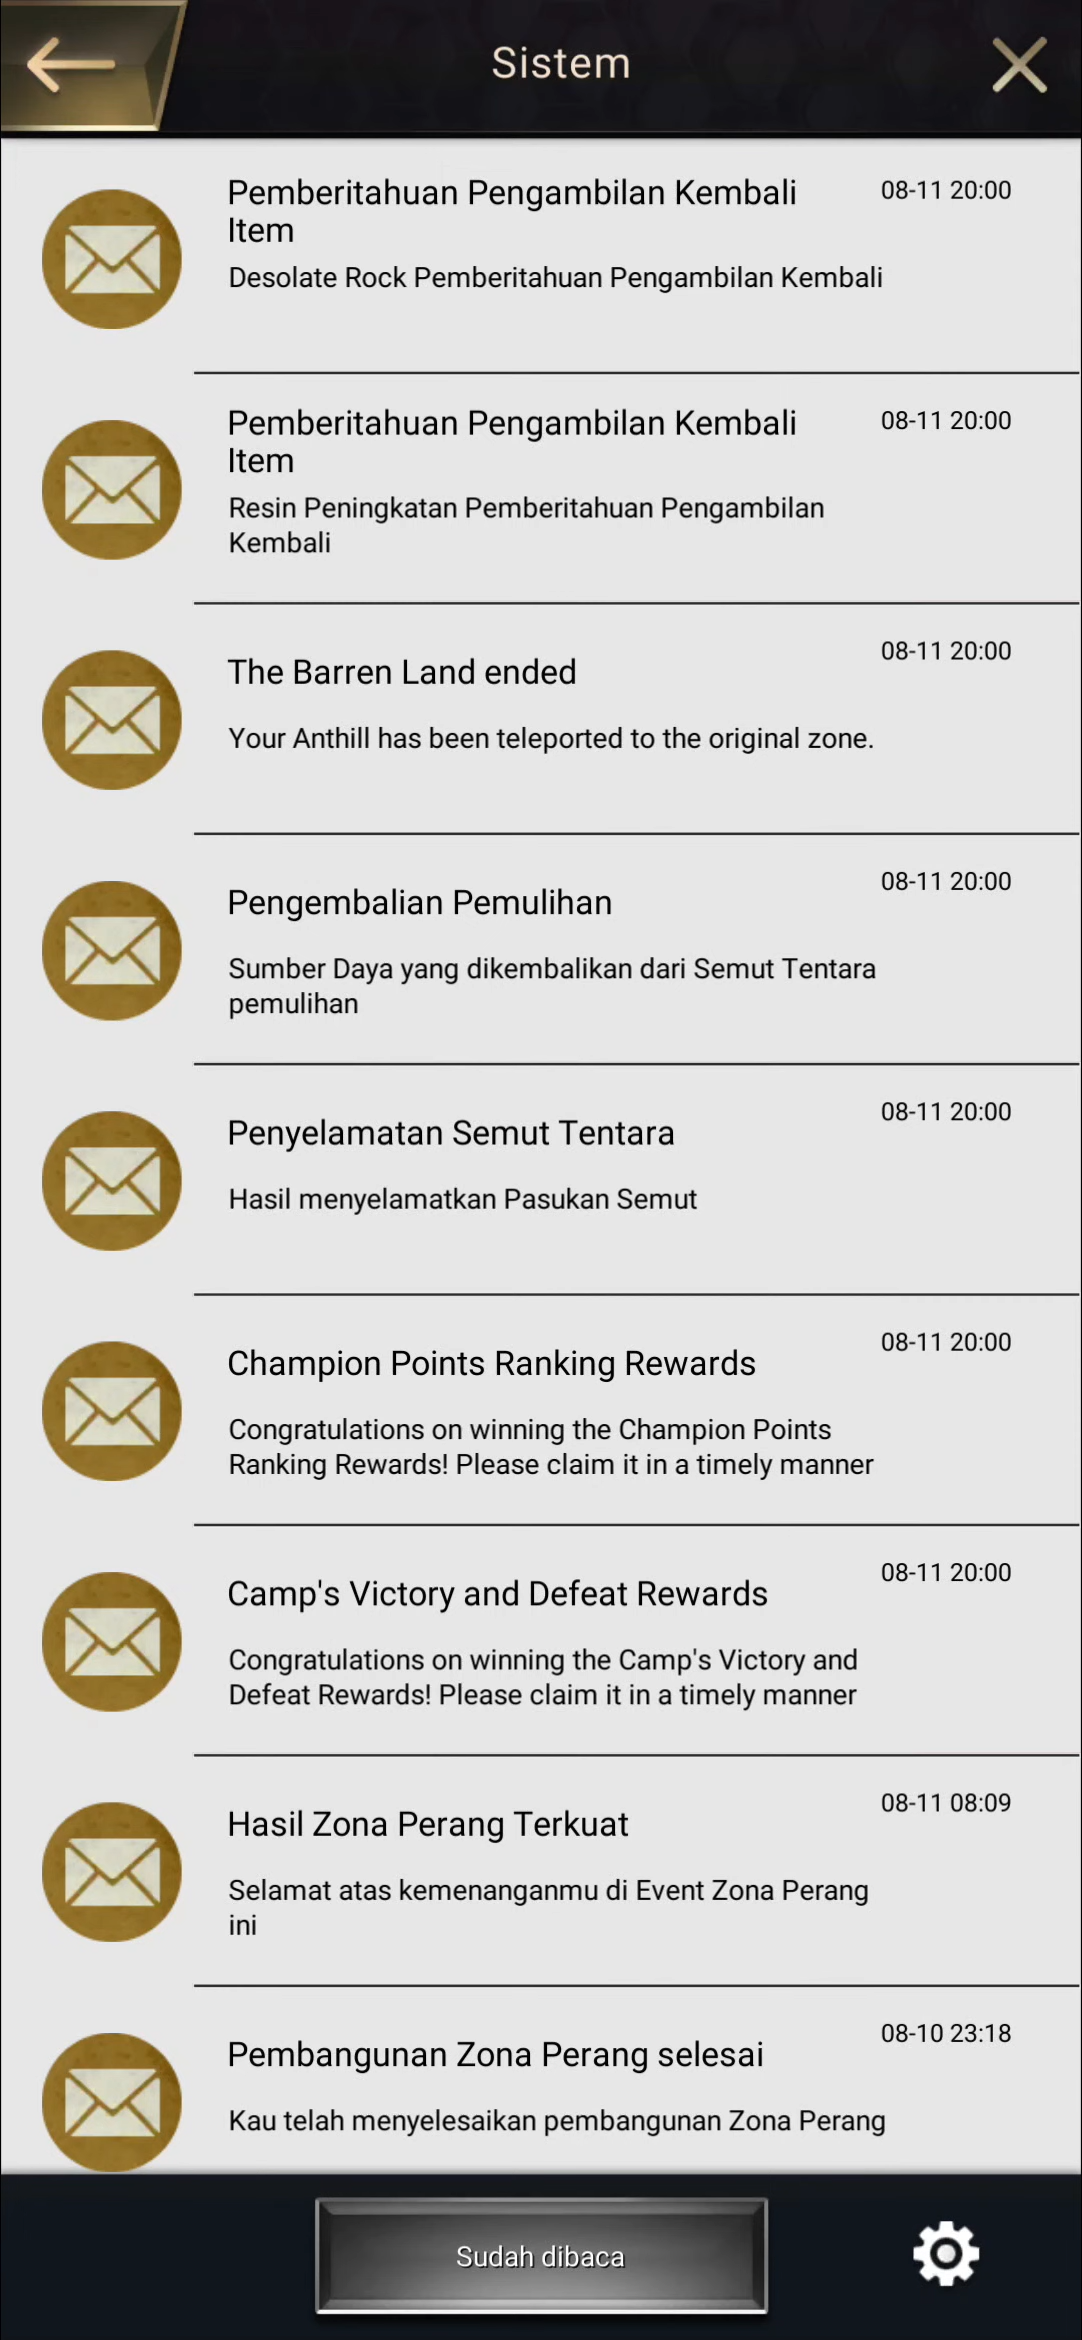 Sistem
Pemberitahuan Pengambilan Kembali
Item
08-11 20:00
Desolate Rock Pemberitahuan Pengambilan Kembali
Pemberitahuan Pengambilan Kembali
Item
08-11 20:00
Resin Peningkatan Pemberitahuan Pengambilan
Kembali
08-11 20:00
The Barren Land ended
Your Anthill has been teleported to the original zone.
08-11 20:00
Pengembalian Pemulihan
Sumber Daya yang dikembalikan dari Semut Tentara
pemulihan
08-11 20:00
Penyelamatan Semut Tentara
Hasil menyelamatkan Pasukan Semut
08-11 20:00
Champion Points Ranking Rewards
Congratulations on winning the Champion Points
Ranking Rewards! Please claim it in a timely manner
08-11 20:00
Camp's Victory and Defeat Rewards
Congratulations on winning the Camp's Victory and
Defeat Rewards! Please claim it in a timely manner
08-11 08:09
Hasil Zona Perang Terkuat
Selamat atas kemenanganmu di Event Zona Perang
ini
08-10 23:18
Pembangunan Zona Perang selesai
Kau telah menyelesaikan pembangunan Zona Perang
Sudah dibaca